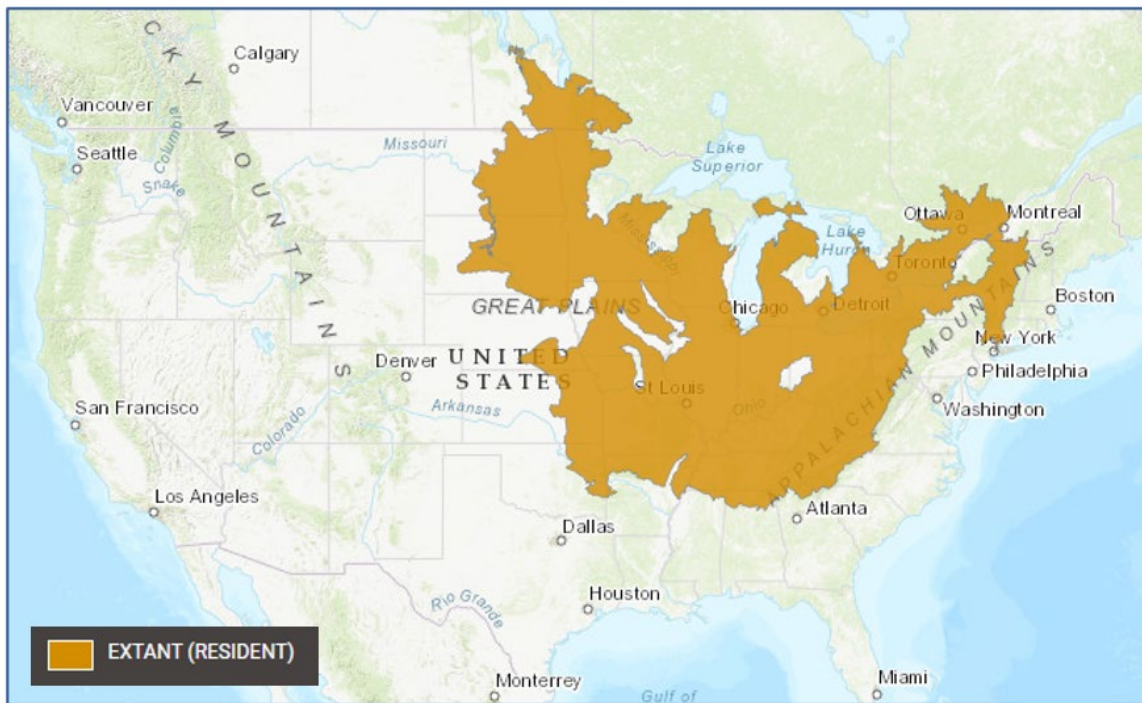 CKY MOUNTAINS
Calgary
Vancouver
Columbia
Seattle
Snake
Missouri
Lake
Superior
Mississippi
Ottawa
Montreal
Lake
Huron
Toronto
Boston
GREAT PLAINS
Chicago
Detroit
New York
Denver
UNITED
STATES
Philadelphia
St Louis
Ohio
APPALACHIAN MOUNTAINS
Washington
San Francisco
Colorado
Arkansas
Los Angeles
Atlanta
Dallas
Rio Grande
Houston
EXTANT (RESIDENT)
Monterrey
Gulf of
Miami